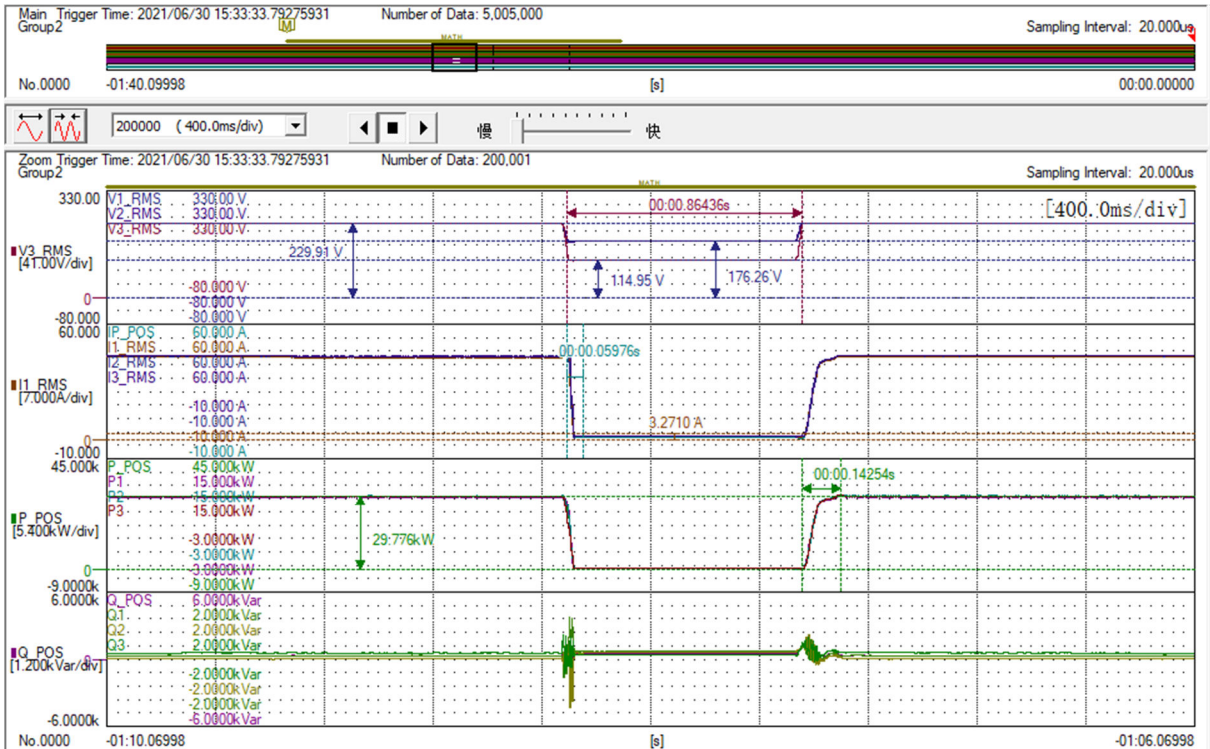 Main Trigger Time: 2021/06/30 15:33:33.79275931 Number of Data: 5,005,000
Group2 Sampling Interval: 20.000us
M
MATH
=
No.0000 -01:40.09998 [s] 00:00.00000
200000 ( 400.0ms/div) 慢 快
Zoom Trigger Time: 2021/06/30 15:33:33.79275931 Number of Data: 200,001
Group2 Sampling Interval: 20.000us
MATH
330.00 V1_RMS 330.00 V
V2_RMS 330.00 V
V3_RMS 330.00 V
00:00.86436s
[400.0ms/div]
V3_RMS
[41.00V/div]
229.91 V
114.95 V
176.26 V
0
-80.000 V
-80.000 V
-80.000 -80.000 V
60.000 IP_POS 60.000 A
I1_RMS 60.000 A
I2_RMS 60.000 A
I3_RMS 60.000 A
00:00.05976s
I1_RMS
[7.000A/div]
3.2710 A
-10.000 A
-10.000 A
0 -10.000 A
-10.000 -10.000 A
45.000k P_POS 45.000kW
P1 15.000kW
P2 15.000kW
P3 15.000kW
00:00.14254s
P_POS
[5.400kW/div]
29.776kW
-3.0000kW
-3.0000kW
0 -3.0000kW
-9.0000k -9.0000kW
6.0000k Q_POS 6.0000kVar
Q1 2.0000kVar
Q2 2.0000kVar
Q3 2.0000kVar
Q_POS 0
[1.200kVar/div]
-2.0000kVar
-2.0000kVar
-2.0000kVar
-6.0000k -6.0000kVar
No.0000 -01:10.06998 [s] -01:06.06998